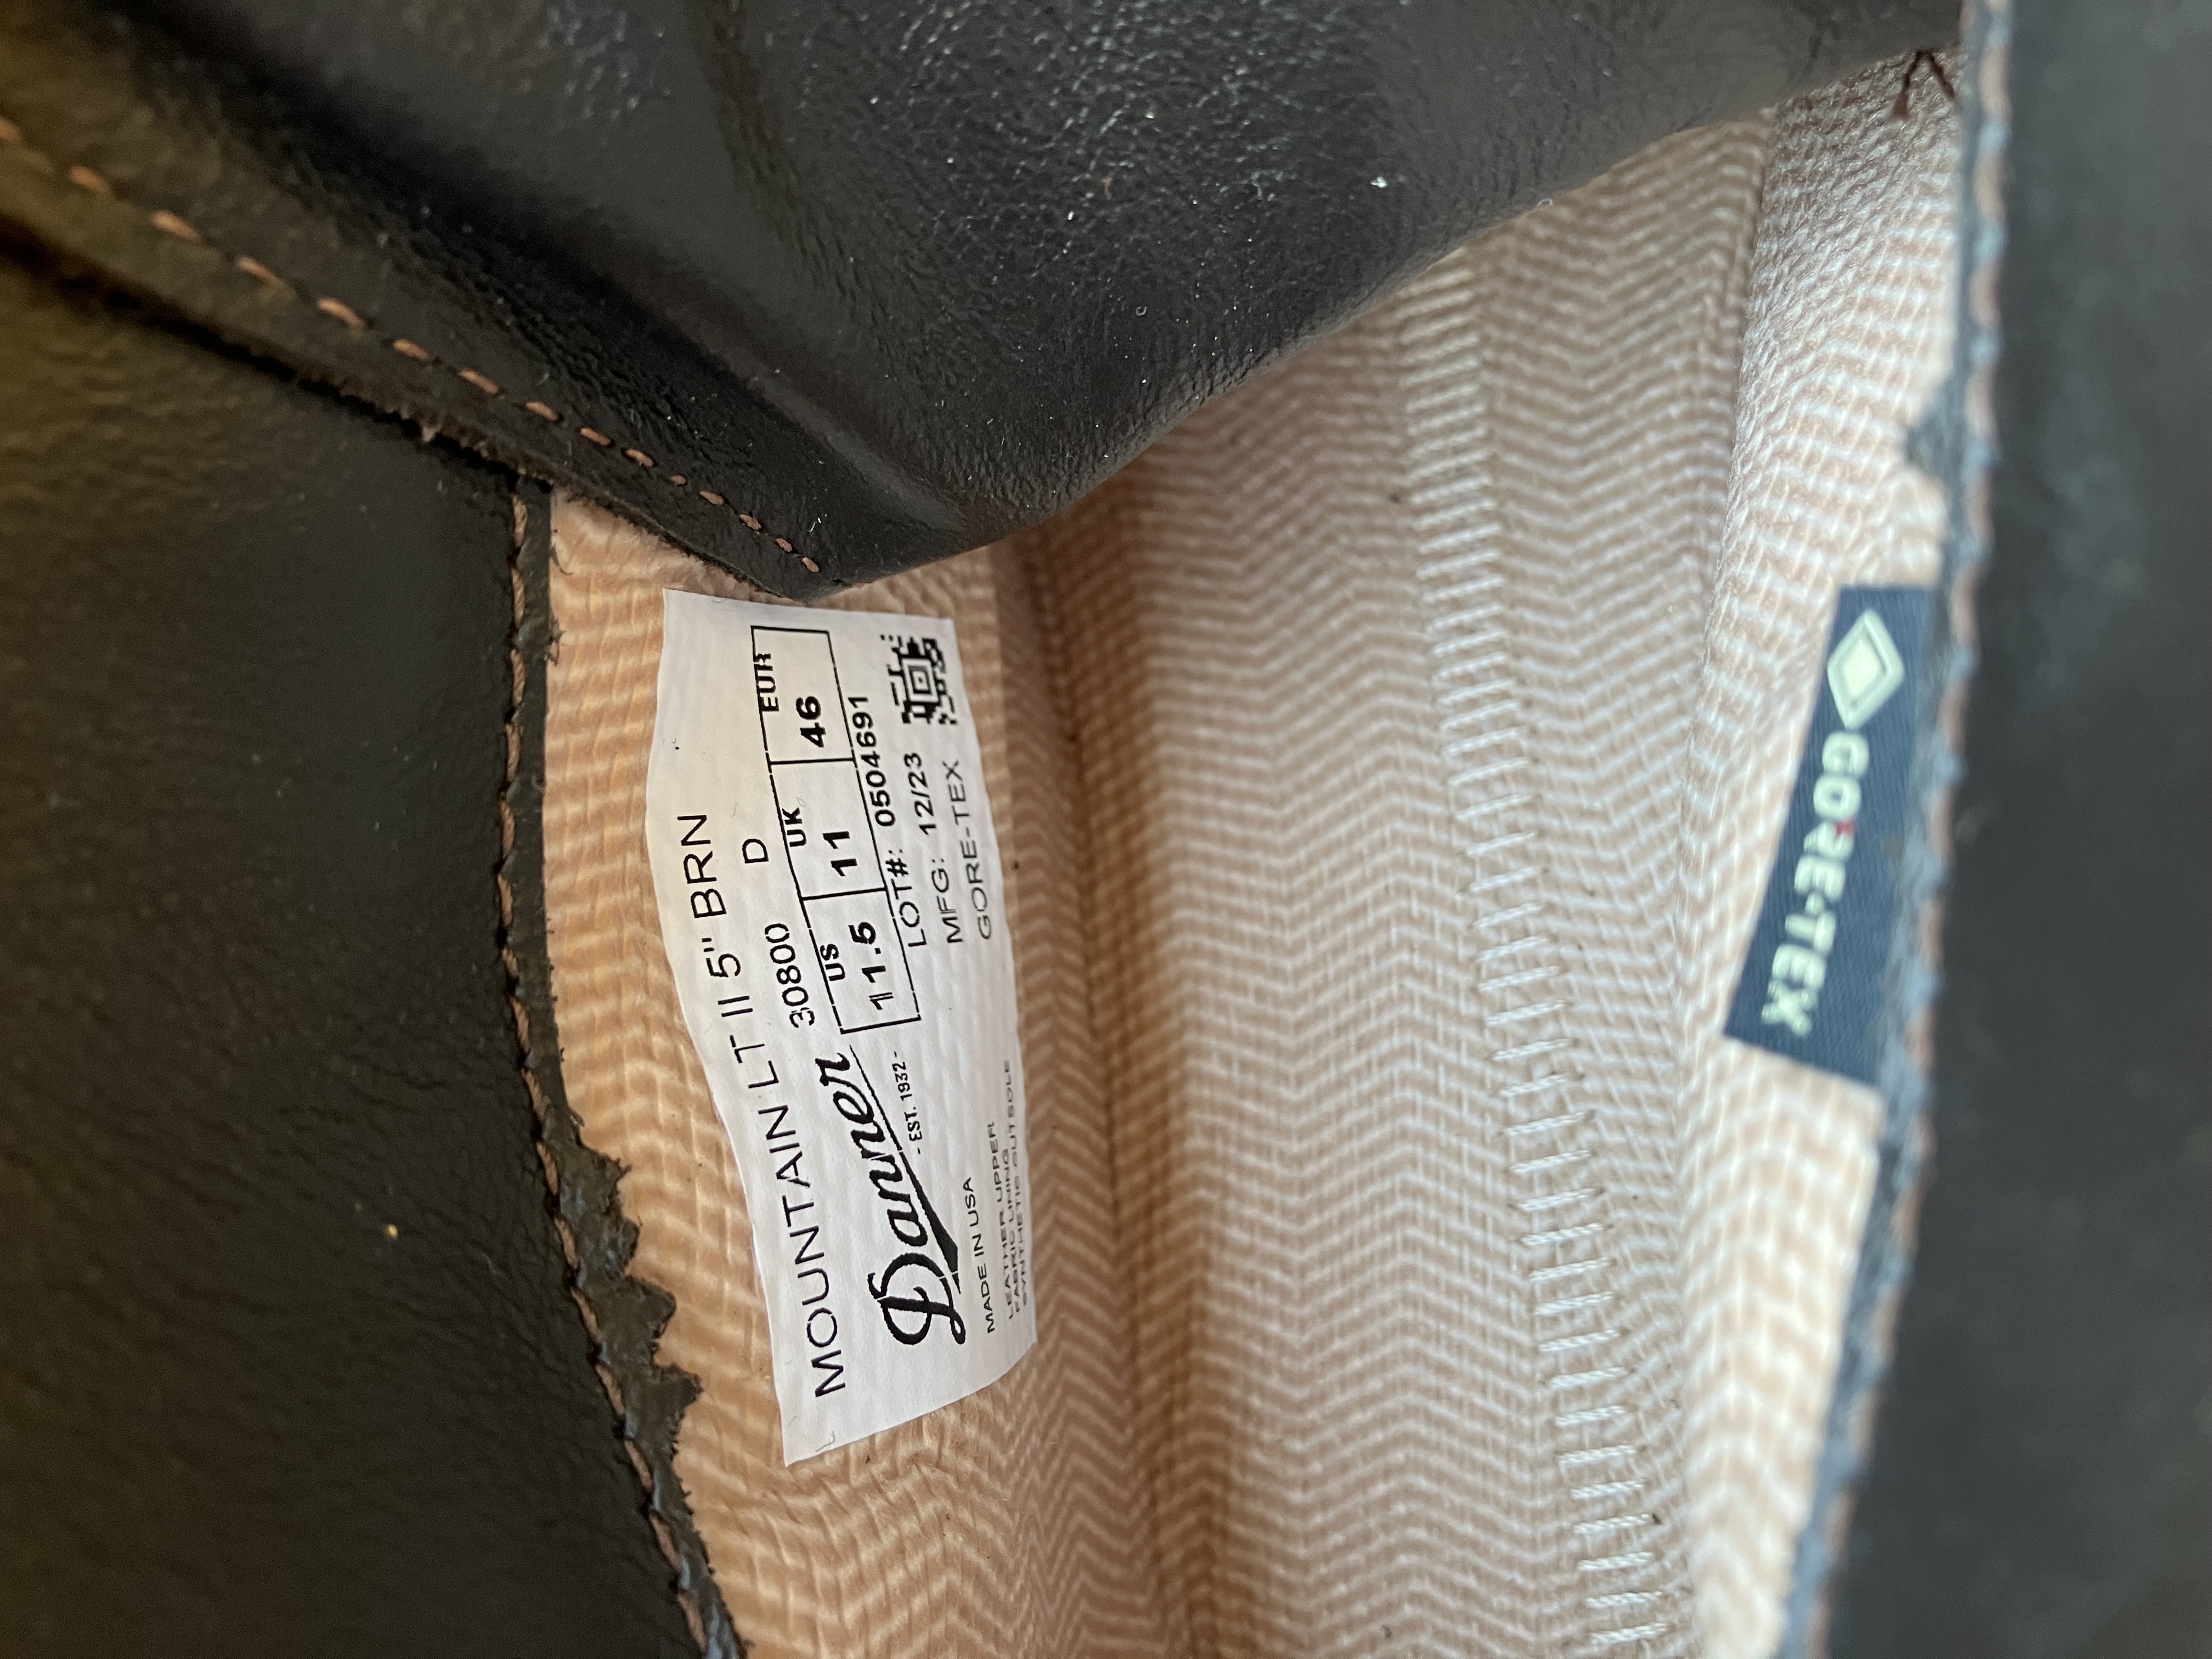 MOUNTAIN LT II 5" BRN
30800 D
US UK EUR
11.5 11 46
LOT#: 0504691
MFG: 12/23
GORE-TEX
Danner
- EST. 1932 -
MADE IN USA
LEATHER UPPER
FABRIC LINING
SYNTHETIC OUTSOLE
GORE-TEX